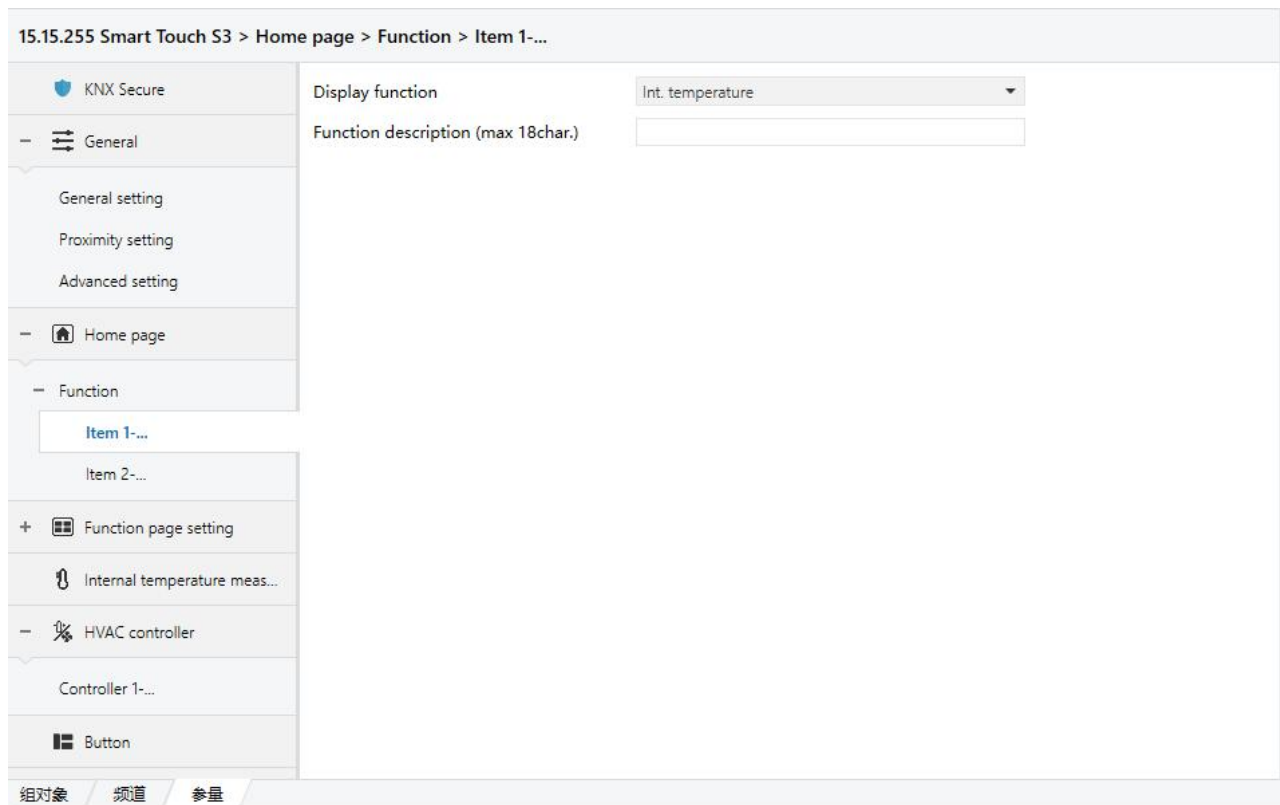 15.15.255 Smart Touch S3 > Home page > Function > Item 1-...
KNX Secure
General
General setting
Proximity setting
Advanced setting
Home page
Function
Item 1-...
Item 2-...
Function page setting
Internal temperature meas...
HVAC controller
Controller 1-...
Button
Display function
Int. temperature
Function description (max 18char.)
组对象 频道 参量